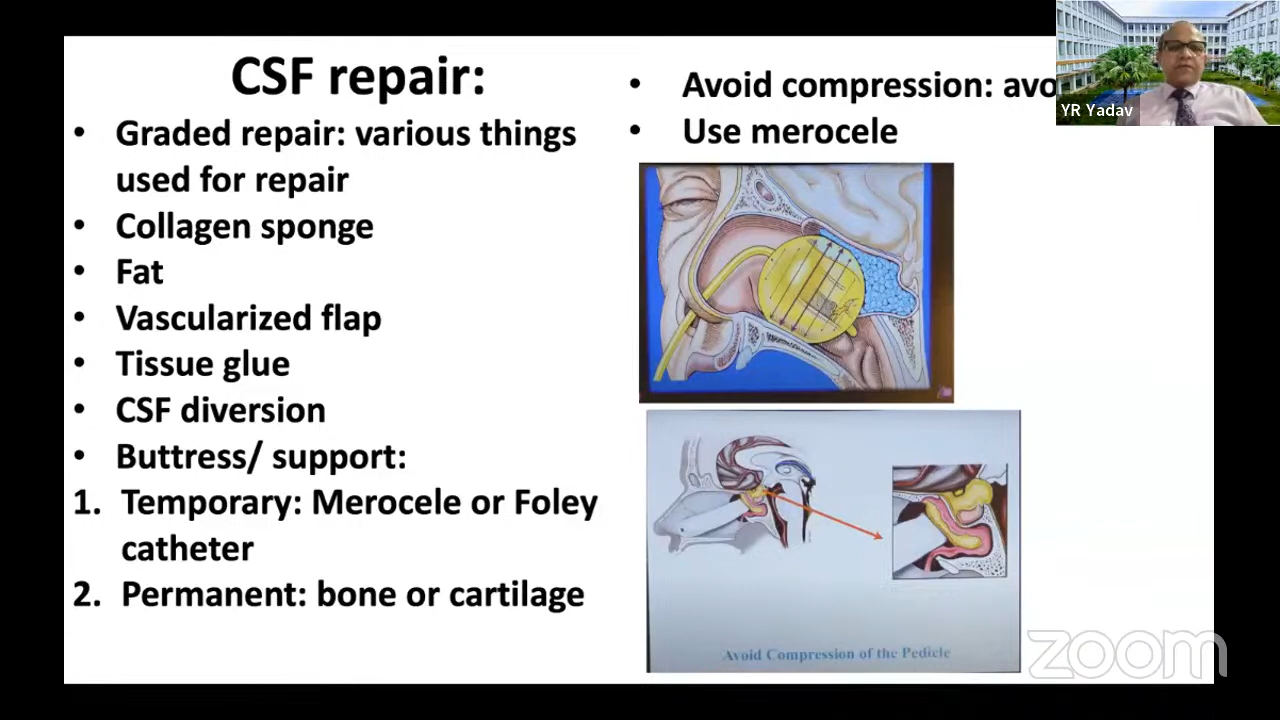 CSF repair:
• Graded repair: various things
used for repair
• Collagen sponge
• Fat
• Vascularized flap
• Tissue glue
• CSF diversion
• Buttress/ support:
1. Temporary: Merocele or Foley
catheter
2. Permanent: bone or cartilage
• Avoid compression: avo
• Use merocele
Avoid Compression of the Pedicle
YR Yadav
zoom